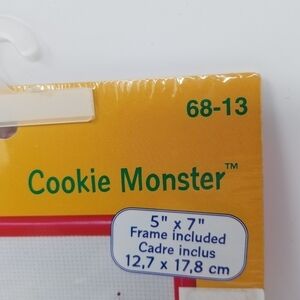 68-13
Cookie Monster™
5" x 7"
Frame included
Cadre inclus
12,7 x 17,8 cm